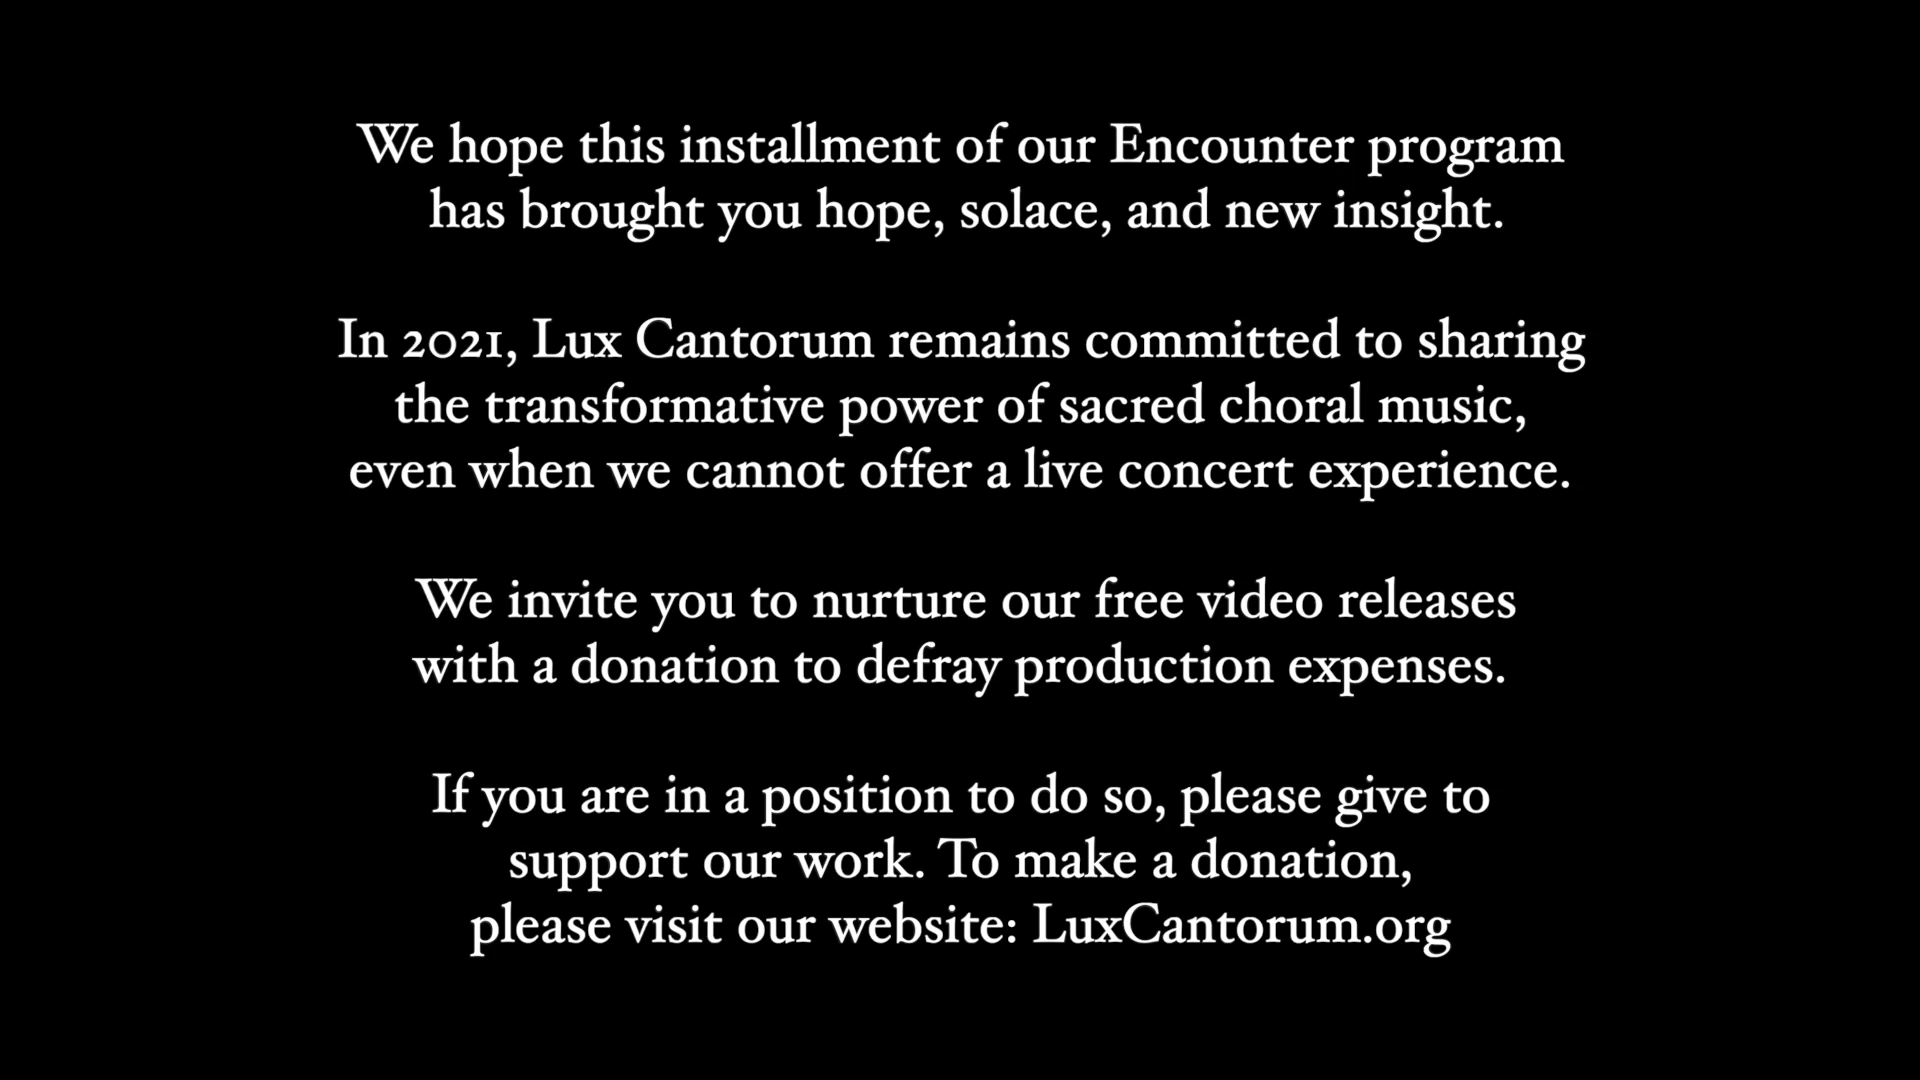 We hope this installment of our Encounter program
has brought you hope, solace, and new insight.
In 2021, Lux Cantorum remains committed to sharing
the transformative power of sacred choral music,
even when we cannot offer a live concert experience.
We invite you to nurture our free video releases
with a donation to defray production expenses.
If you are in a position to do so, please give to
support our work. To make a donation,
please visit our website: LuxCantorum.org